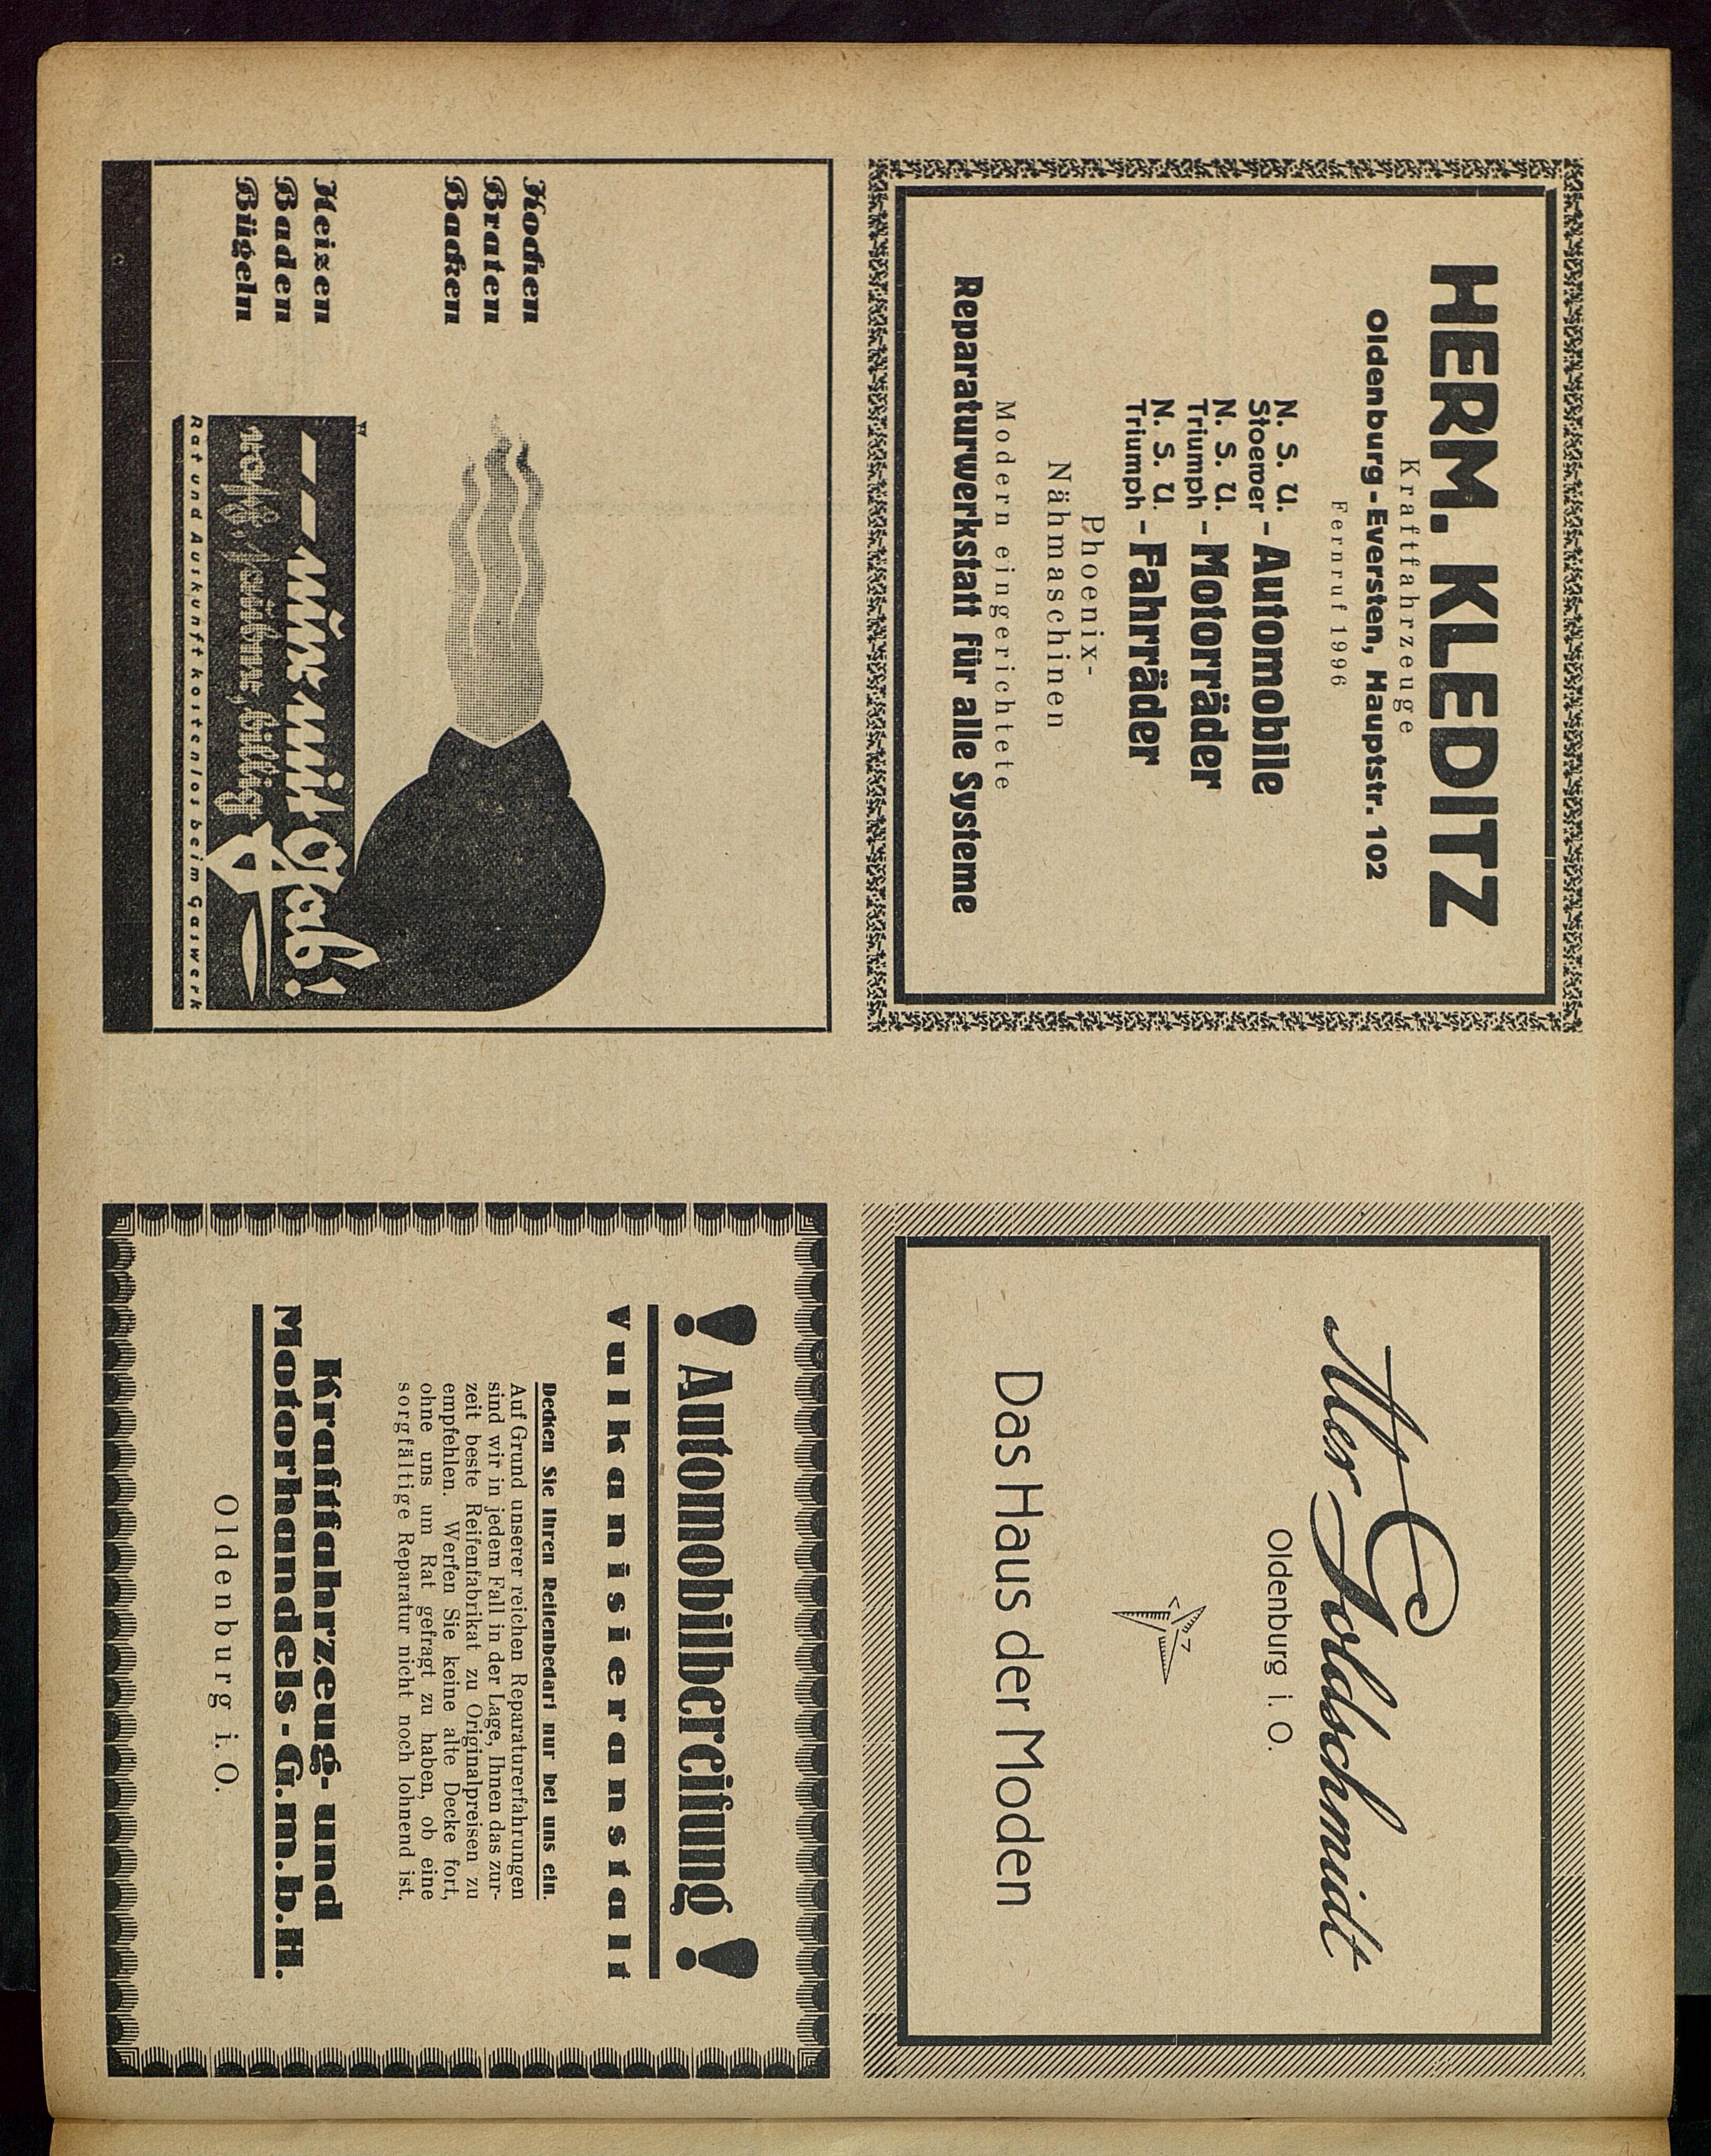 HERM. KLEDITZ
Kraftfahrzeuge
Oldenburg-Eversten, Hauptstr. 102
Fernruf 1996
N. S. U.
Stoewer - Automobile
N. S. U.
Triumph - Motorräder
N. S. U.
Triumph - Fahrräder
Phoenix-
Nähmaschinen
Modern eingerichtete
Reparaturwerkstatt für alle Systeme
Alex Goldschmidt
Oldenburg i. O.
Das Haus der Moden
Kochen
Braten
Backen
Heizen
Baden
Bügeln
— — nur mit Gas!
rasch, sauber, billig
Rat und Auskunft kostenlos beim Gaswerk
! Automobilbereifung !
Vulkanisieranstalt
Decken Sie Ihren Reifenbedarf nur bei uns ein.
Auf Grund unserer reichen Reparaturerfahrungen
sind wir in jedem Fall in der Lage, Ihnen das zur-
zeit beste Reifenfabrikat zu Originalpreisen zu
empfehlen. Werfen Sie keine alte Decke fort,
ohne uns um Rat gefragt zu haben, ob eine
sorgfältige Reparatur nicht noch lohnend ist.
Kraftfahrzeug- und
Motorhandels-G.m.b.H.
Oldenburg i. O.